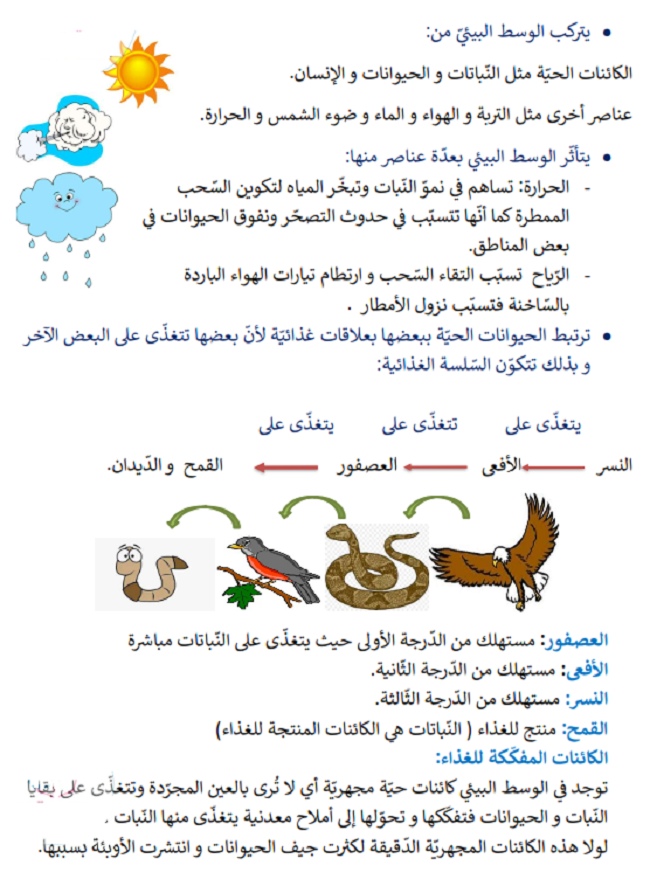 يتركب الوسط البيئيّ من:
الكائنات الحيّة مثل النّباتات و الحيوانات و الإنسان.
عناصر أخرى مثل التربة و الهواء و الماء و ضوء الشمس و الحرارة.
يتأثّر الوسط البيئي بعدّة عناصر منها:
- الحرارة: تساهم في نموّ النّبات وتبخّر المياه لتكوين السّحب
الممطرة كما أنّها تتسبّب في حدوث التصحّر ونفوق الحيوانات في
بعض المناطق.
- الرّياح تسبّب التقاء السّحب و ارتطام تيارات الهواء الباردة
بالسّاخنة فتسبّب نزول الأمطار .
ترتبط الحيوانات الحيّة ببعضها بعلاقات غذائيّة لأنّ بعضها تتغذّى على البعض الآخر
و بذلك تتكوّن السّلسة الغذائية:
يتغذّى على تتغذّى على يتغذّى على
النسر الأفعى العصفور القمح و الدّيدان.
العصفور: مستهلك من الدّرجة الأولى حيث يتغذّى على النّباتات مباشرة
الأفعى: مستهلك من الدّرجة الثّانية.
النسر: مستهلك من الدّرجة الثّالثة.
القمح: منتج للغذاء ( النّباتات هي الكائنات المنتجة للغذاء)
الكائنات المفكّكة للغذاء:
توجد في الوسط البيئي كائنات حيّة مجهريّة أي لا تُرى بالعين المجرّدة وتتغذّى على بقايا
النّبات و الحيوانات فتفكّكها و تحوّلها إلى أملاح معدنية يتغذّى منها النّبات .
لولا هذه الكائنات المجهريّة الدّقيقة لكثرت جيف الحيوانات و انتشرت الأوبئة بسببها.